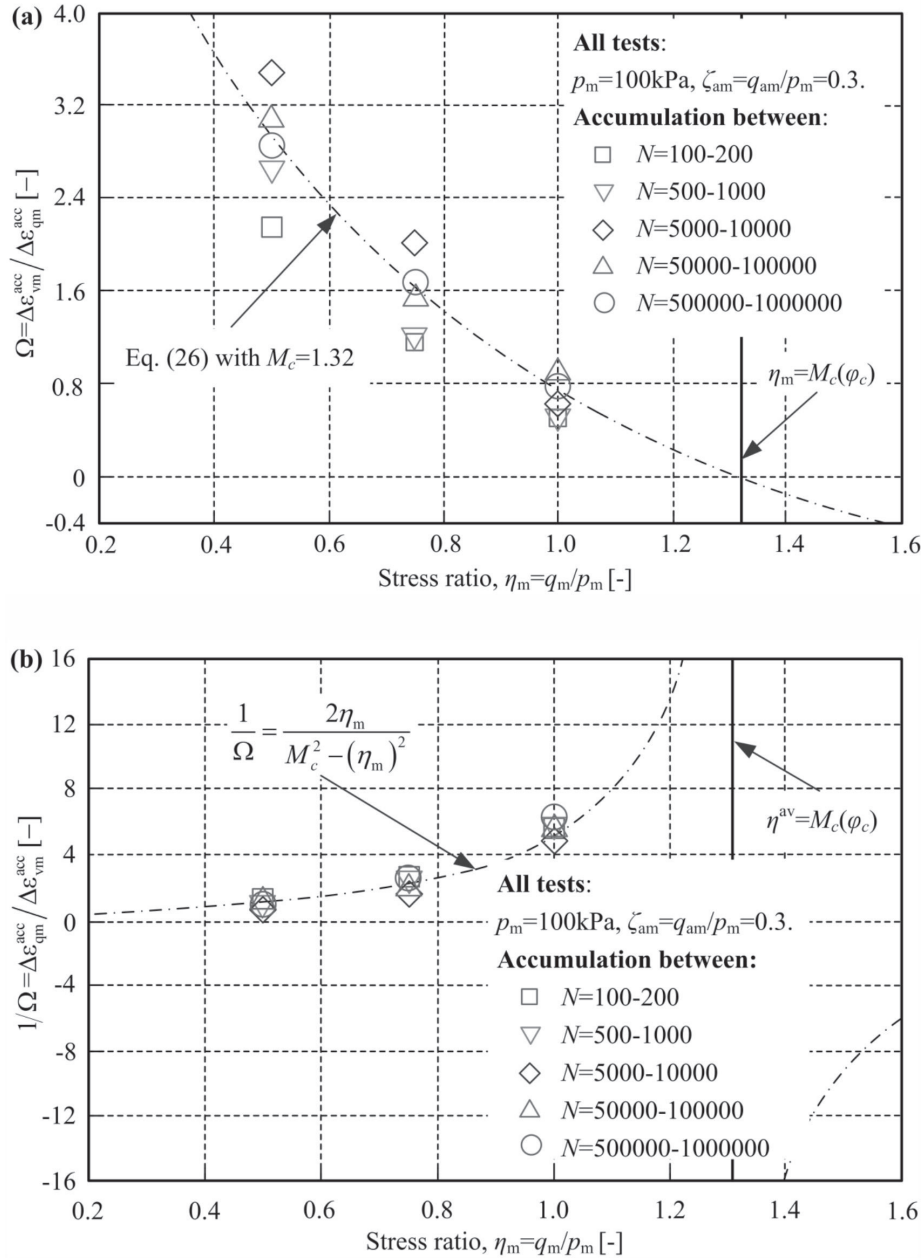 (a)
4.0
3.2
2.4
1.6
0.8
0
-0.4
Ω=Δε_vm^acc/Δε_qm^acc [-]
All tests:
p_m=100kPa, ζ_am=q_am/p_m=0.3.
Accumulation between:
N=100-200
N=500-1000
N=5000-10000
N=50000-100000
N=500000-1000000
Eq. (26) with M_c=1.32
η_m=M_c(φ_c)
0.2 0.4 0.6 0.8 1.0 1.2 1.4 1.6
Stress ratio, η_m=q_m/p_m [-]
(b)
16
12
8
4
0
-4
-8
-12
-16
1/Ω=Δε_qm^acc/Δε_vm^acc [-]
1/Ω = 2η_m/(M_c^2-(η_m)^2)
η^av=M_c(φ_c)
All tests:
p_m=100kPa, ζ_am=q_am/p_m=0.3.
Accumulation between:
N=100-200
N=500-1000
N=5000-10000
N=50000-100000
N=500000-1000000
0.2 0.4 0.6 0.8 1.0 1.2 1.4 1.6
Stress ratio, η_m=q_m/p_m [-]